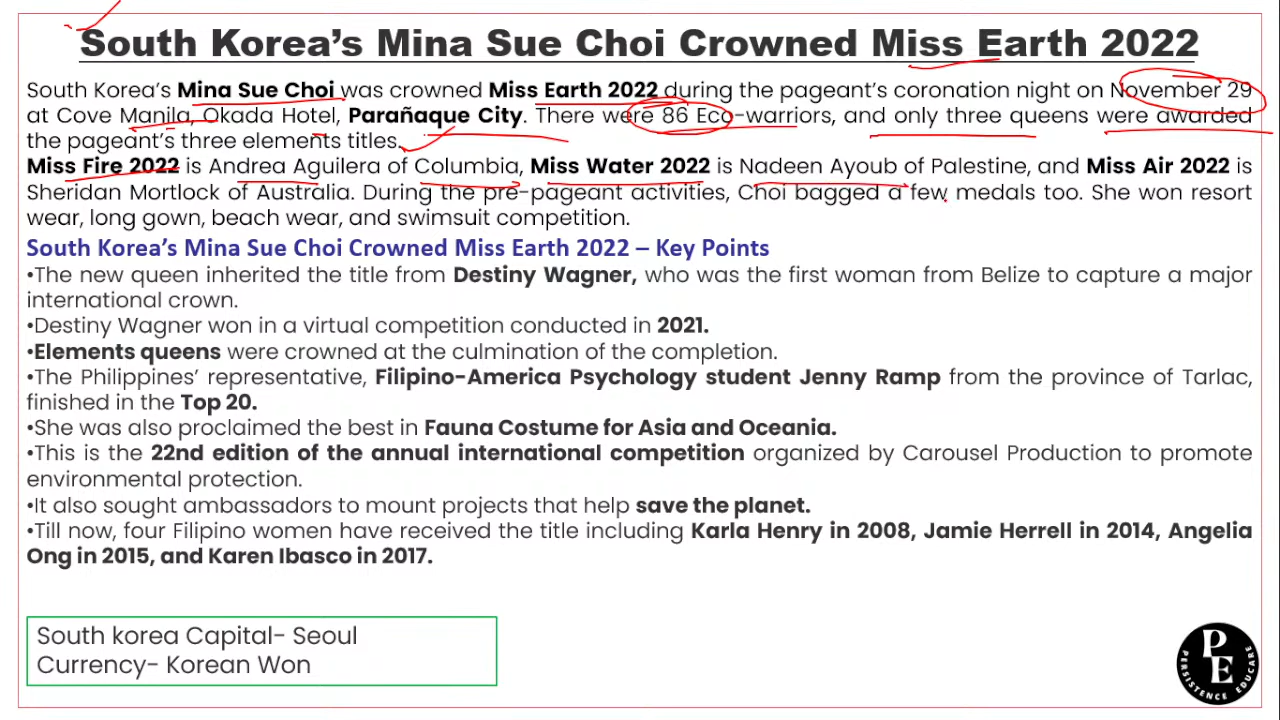 South Korea's Mina Sue Choi Crowned Miss Earth 2022
South Korea's Mina Sue Choi was crowned Miss Earth 2022 during the pageant's coronation night on November 29
at Cove Manila, Okada Hotel, Parañaque City. There were 86 Eco-warriors, and only three queens were awarded
the pageant's three elements titles.
Miss Fire 2022 is Andrea Aguilera of Columbia, Miss Water 2022 is Nadeen Ayoub of Palestine, and Miss Air 2022 is
Sheridan Mortlock of Australia. During the pre-pageant activities, Choi bagged a few medals too. She won resort
wear, long gown, beach wear, and swimsuit competition.
South Korea's Mina Sue Choi Crowned Miss Earth 2022 – Key Points
•The new queen inherited the title from Destiny Wagner, who was the first woman from Belize to capture a major
international crown.
•Destiny Wagner won in a virtual competition conducted in 2021.
•Elements queens were crowned at the culmination of the completion.
•The Philippines' representative, Filipino-America Psychology student Jenny Ramp from the province of Tarlac,
finished in the Top 20.
•She was also proclaimed the best in Fauna Costume for Asia and Oceania.
•This is the 22nd edition of the annual international competition organized by Carousel Production to promote
environmental protection.
•It also sought ambassadors to mount projects that help save the planet.
•Till now, four Filipino women have received the title including Karla Henry in 2008, Jamie Herrell in 2014, Angelia
Ong in 2015, and Karen Ibasco in 2017.
South korea Capital- Seoul
Currency- Korean Won
P
E
PERSISTENCE EDUCARE